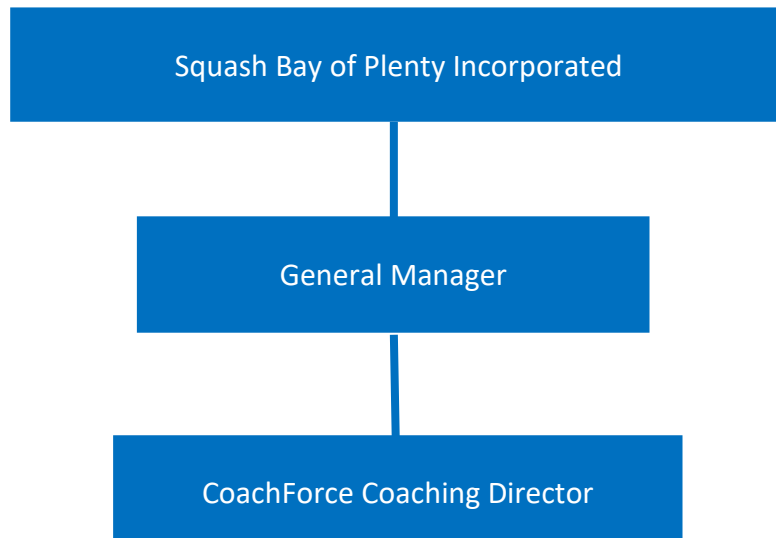 Squash Bay of Plenty Incorporated
General Manager
CoachForce Coaching Director